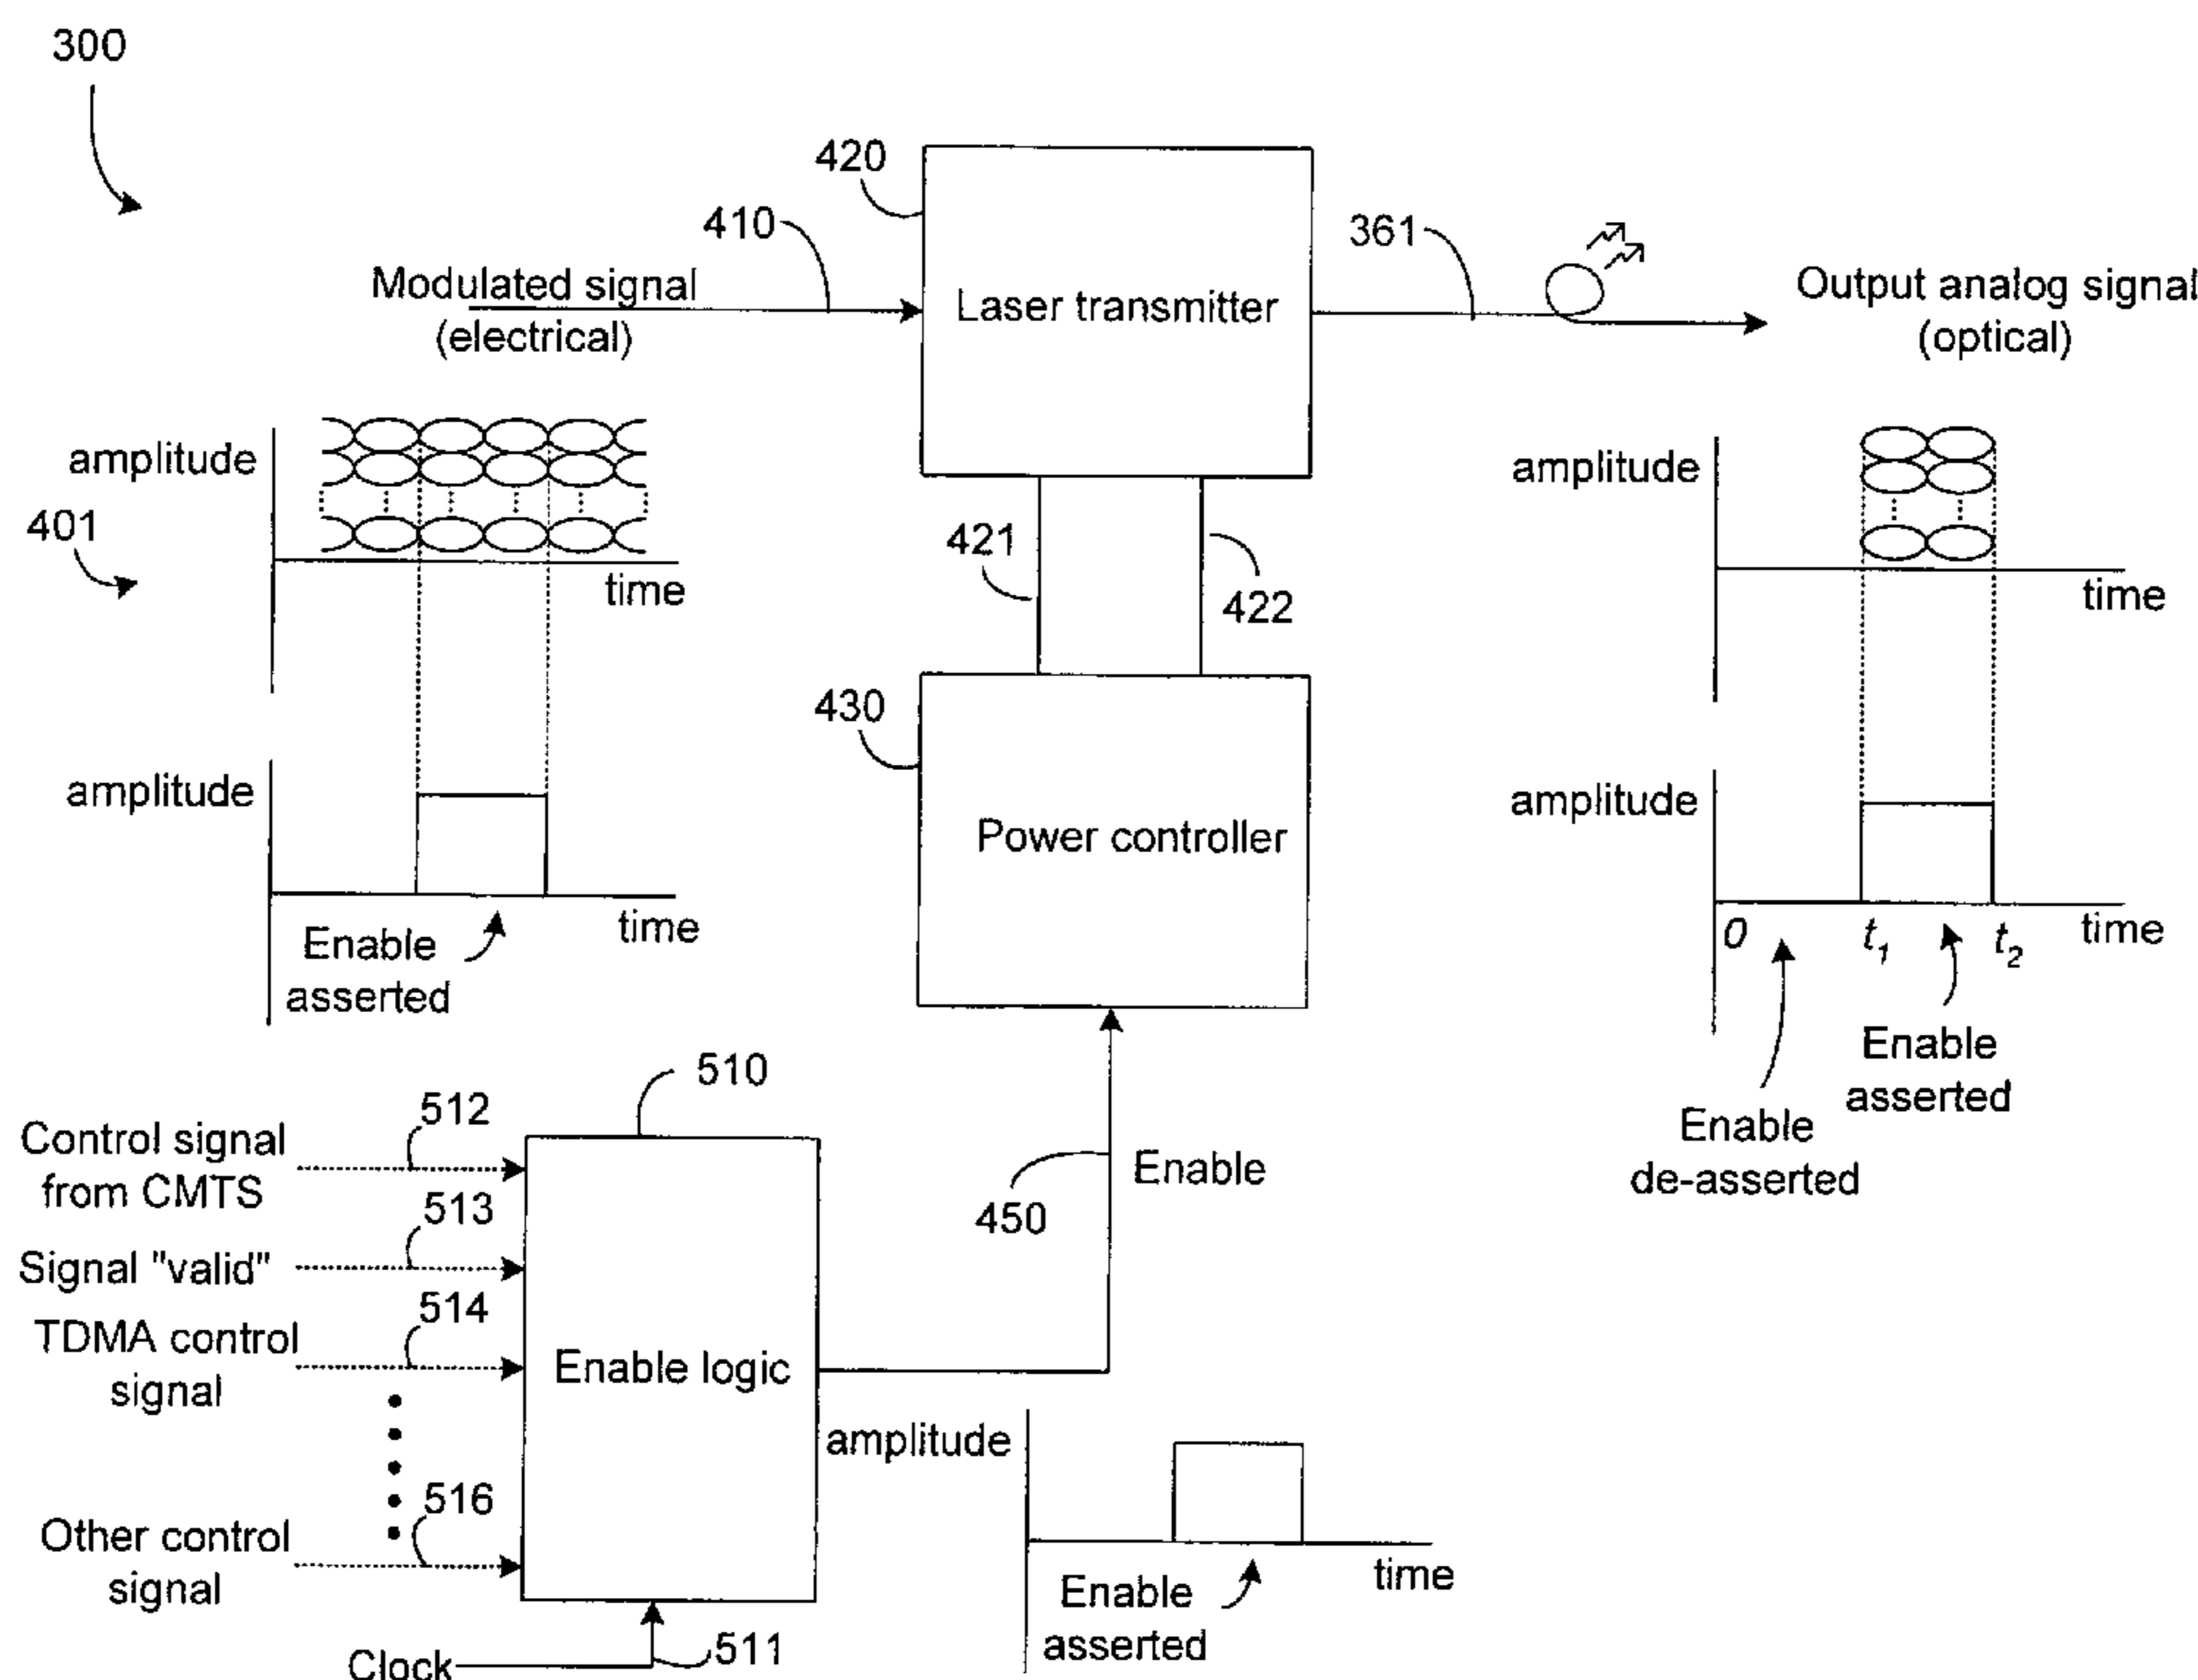 300
420
410
361
Modulated signal
(electrical)
Laser transmitter
Output analog signal
(optical)
amplitude
401
time
421
422
amplitude
time
430
Power controller
amplitude
time
Enable
asserted
amplitude
0
t1
t2
time
Enable
asserted
Enable
de-asserted
510
Control signal
from CMTS
512
Signal "valid"
513
TDMA control
signal
514
Enable logic
Other control
signal
516
Clock
511
450
Enable
amplitude
time
Enable
asserted